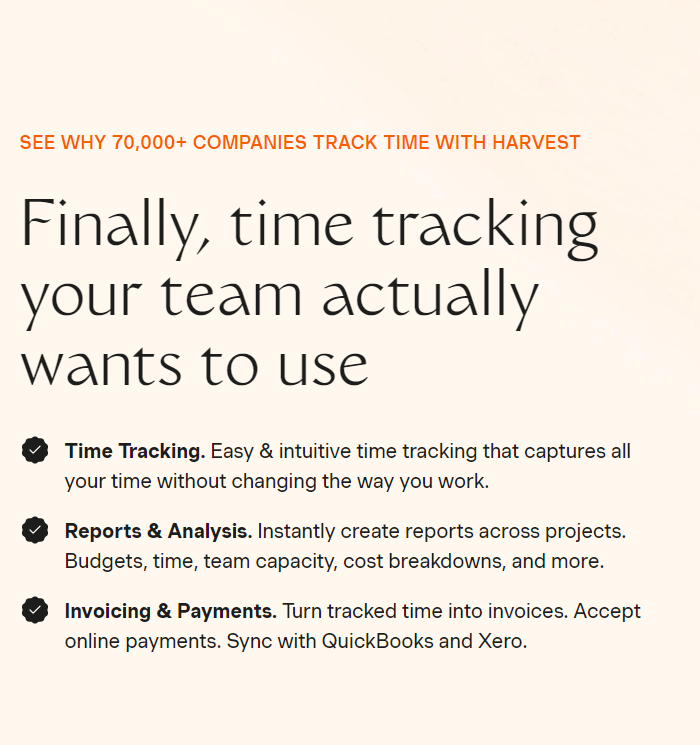 SEE WHY 70,000+ COMPANIES TRACK TIME WITH HARVEST
Finally, time tracking
your team actually
wants to use
Time Tracking. Easy & intuitive time tracking that captures all
your time without changing the way you work.
Reports & Analysis. Instantly create reports across projects.
Budgets, time, team capacity, cost breakdowns, and more.
Invoicing & Payments. Turn tracked time into invoices. Accept
online payments. Sync with QuickBooks and Xero.